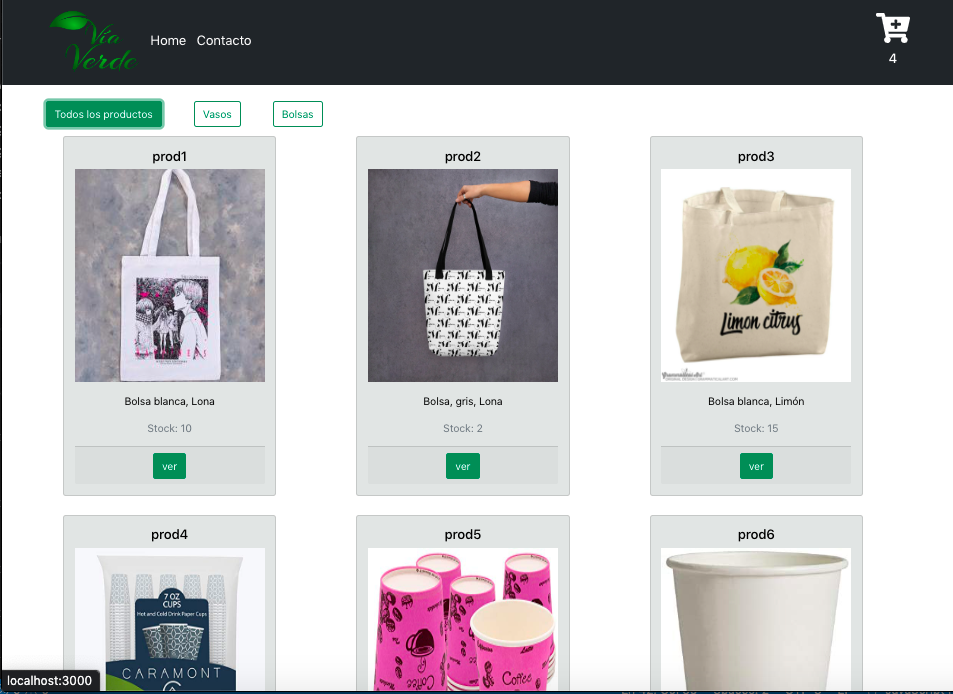 Vía
Verde
Home Contacto
4
Todos los productos Vasos Bolsas
prod1 prod2 prod3
Limon citrus
Bolsa blanca, Lona Bolsa, gris, Lona Bolsa blanca, Limón
Stock: 10 Stock: 2 Stock: 15
ver ver ver
prod4 prod5 prod6
7 OZ
CUPS
Hot and Cold Drink Paper Cups
Coffee
CARAMONT
localhost:3000